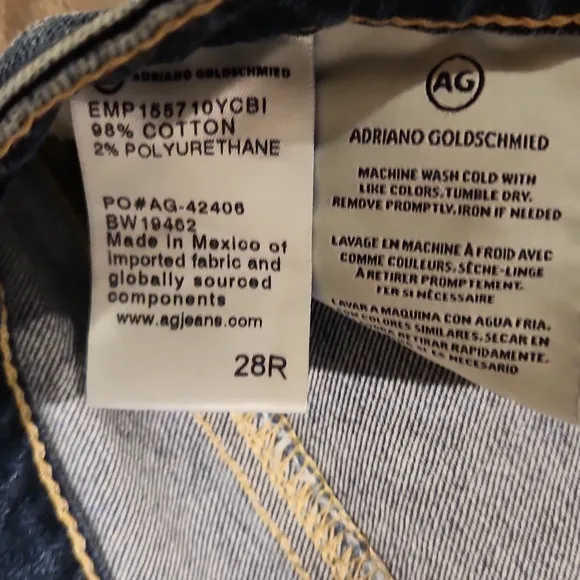 ADRIANO GOLDSCHMIED
EMP155710YCBI
98% COTTON
2% POLYURETHANE
PO#AG-42406
BW19462
Made in Mexico of
imported fabric and
globally sourced
components
www.agjeans.com
28R
AG
ADRIANO GOLDSCHMIED
MACHINE WASH COLD WITH
LIKE COLORS.TUMBLE DRY.
REMOVE PROMPTLY.IRON IF NEEDED
LAVAGE EN MACHINE À FROID AVEC
COMME COULEURS.SÈCHE-LINGE
À RETIRER PROMPTEMENT.
FER SI NÉCESSAIRE
LAVAR A MAQUINA CON AGUA FRIA.
COLORES SIMILARES.SECAR EN
RETIRAR RAPIDAMENTE.
SI ES NECESARIO